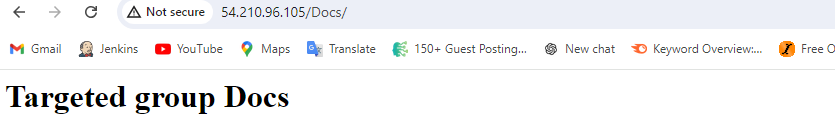 Not secure 54.210.96.105/Docs/
Gmail Jenkins YouTube Maps Translate 150+ Guest Posting... New chat Keyword Overview:... Free O
Targeted group Docs